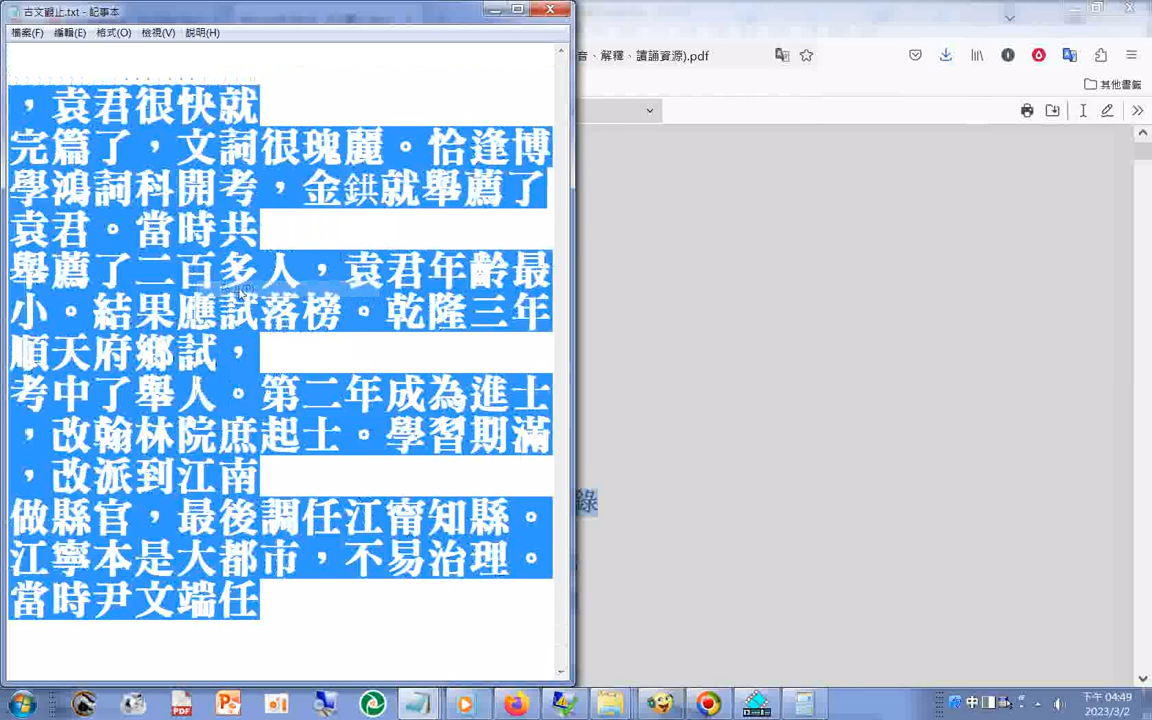 古文觀止.txt - 記事本
檔案(F) 編輯(E) 格式(O) 檢視(V) 說明(H)
音、解釋、讀誦資源).pdf
其他書籤
，袁君很快就
完篇了，文詞很瑰麗。恰逢博
學鴻詞科開考，金鉷就舉薦了
袁君。當時共
舉薦了二百多人，袁君年齡最
小。結果應試落榜。乾隆三年
順天府鄉試，
考中了舉人。第二年成為進士
，改翰林院庶起士。學習期滿
，改派到江南
錄
做縣官，最後調任江甯知縣。
江寧本是大都市，不易治理。
當時尹文端任
中
下午 04:49
2023/3/2